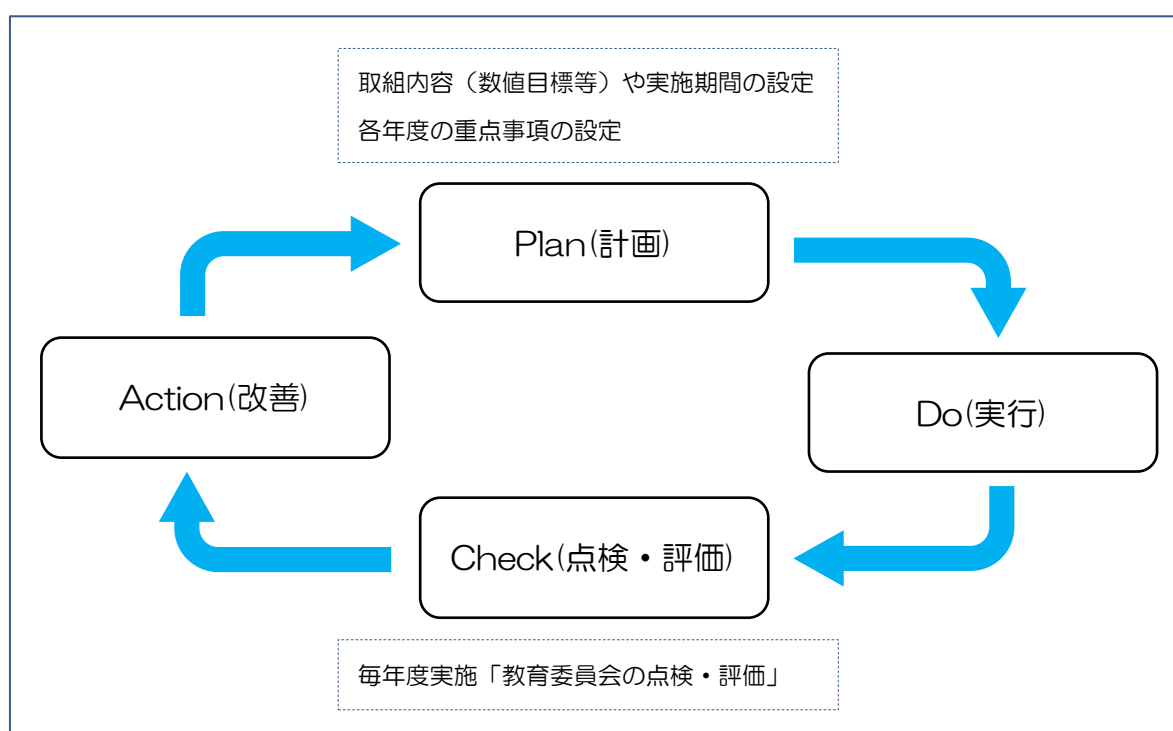 取組内容（数値目標等）や実施期間の設定
各年度の重点事項の設定
Plan(計画)
Action(改善)
Do(実行)
Check(点検・評価)
毎年度実施「教育委員会の点検・評価」